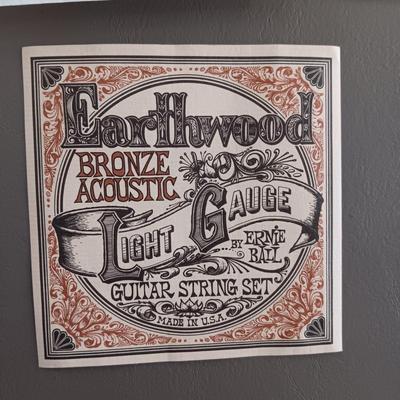 Earthwood
BRONZE
ACOUSTIC
LIGHT GAUGE
BY ERNIE
BALL
GUITAR STRING SET
MADE IN U.S.A.